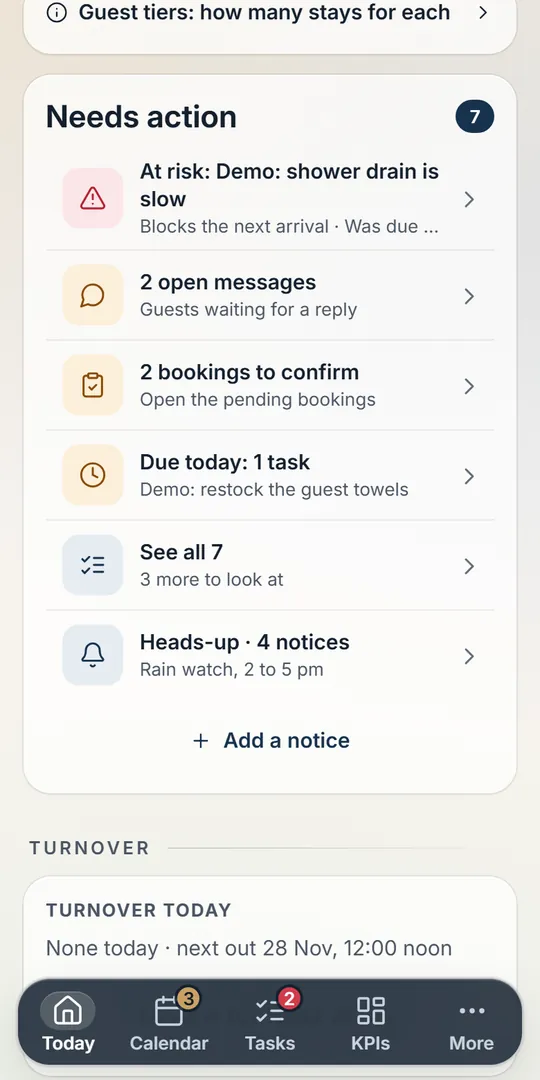 Guest tiers: how many stays for each
Needs action
7
At risk: Demo: shower drain is
slow
Blocks the next arrival · Was due ...
2 open messages
Guests waiting for a reply
2 bookings to confirm
Open the pending bookings
Due today: 1 task
Demo: restock the guest towels
See all 7
3 more to look at
Heads-up · 4 notices
Rain watch, 2 to 5 pm
+ Add a notice
TURNOVER
TURNOVER TODAY
None today · next out 28 Nov, 12:00 noon
3
2
Today
Calendar
Tasks
KPIs
More